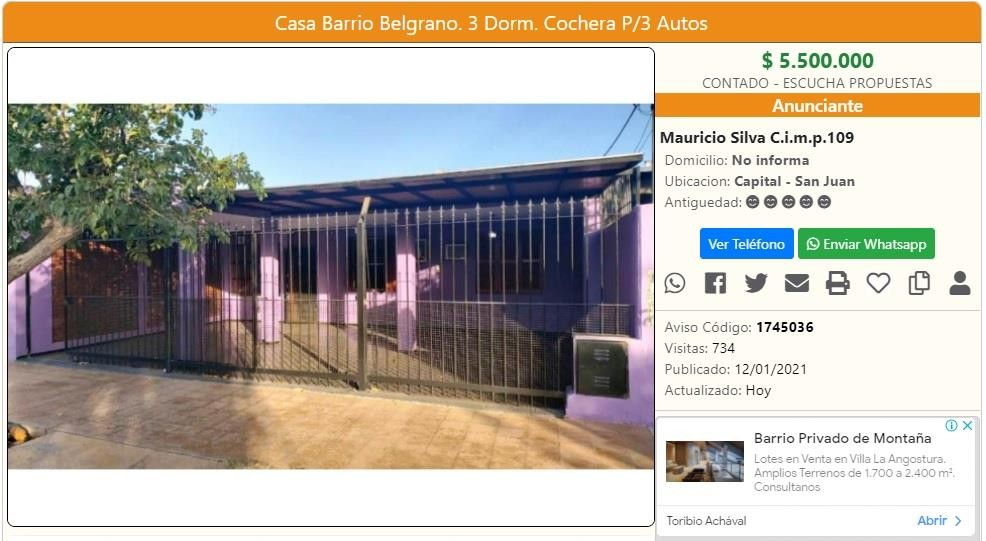 Casa Barrio Belgrano. 3 Dorm. Cochera P/3 Autos
$ 5.500.000
CONTADO - ESCUCHA PROPUESTAS
Anunciante
Mauricio Silva C.i.m.p.109
Domicilio: No informa
Ubicacion: Capital - San Juan
Antiguedad:
Ver Teléfono
Enviar Whatsapp
Aviso Código: 1745036
Visitas: 734
Publicado: 12/01/2021
Actualizado: Hoy
Barrio Privado de Montaña
Lotes en Venta en Villa La Angostura.
Amplios Terrenos de 1.700 a 2.400 m².
Consultanos
Toribio Achával
Abrir